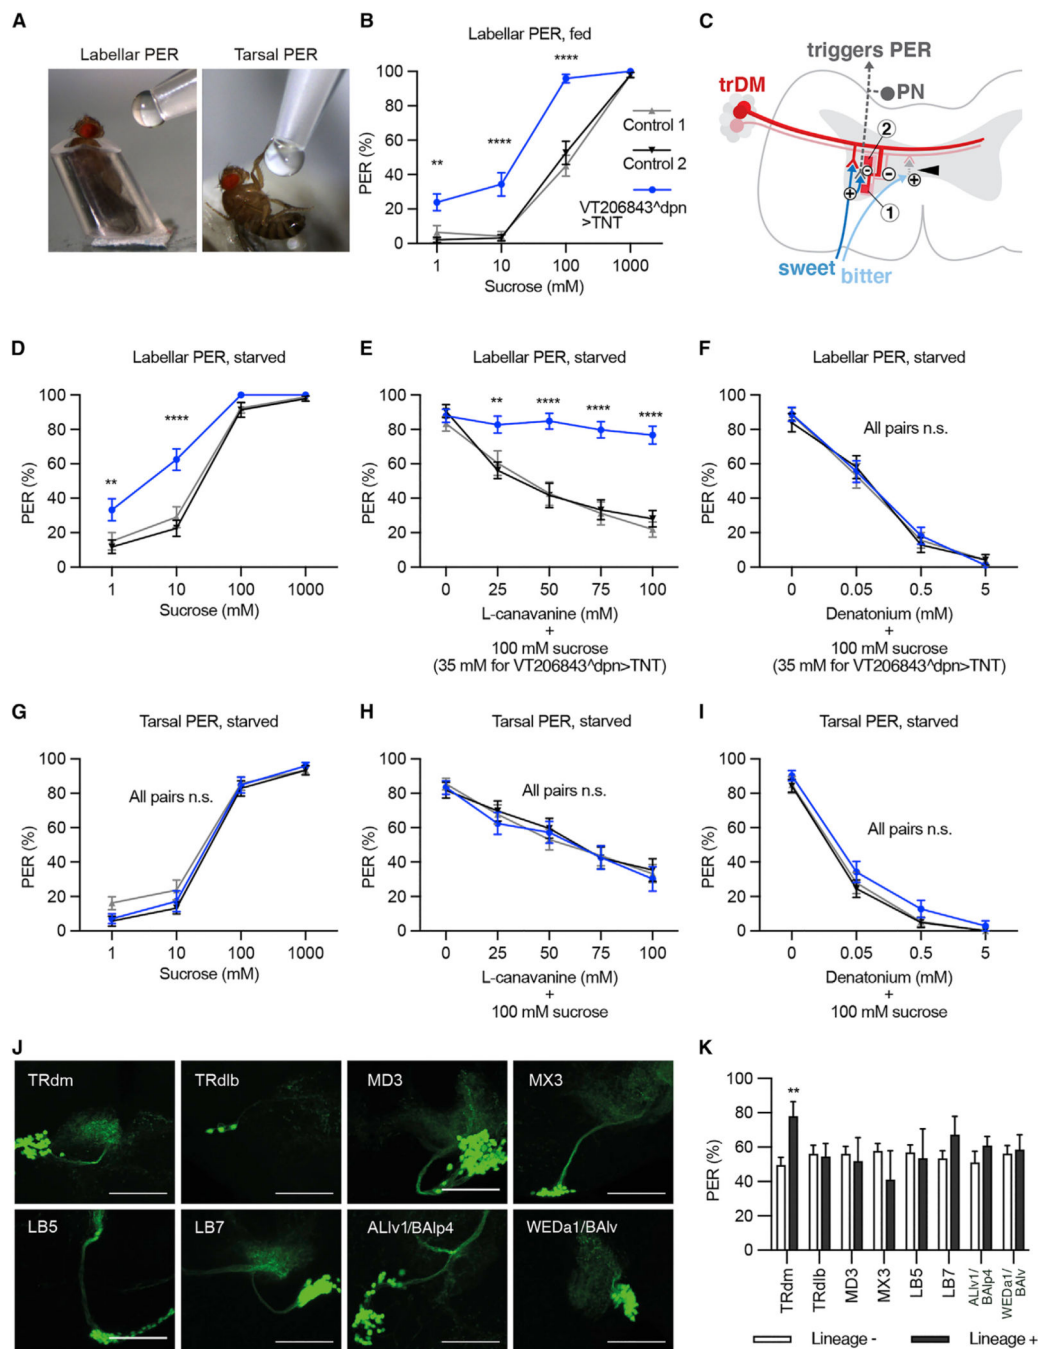 A
Labellar PER
Tarsal PER
B
Labellar PER, fed
PER (%)
100
80
60
40
20
0
**
****
****
Control 1
Control 2
VT206843^dpn
>TNT
1
10
100
1000
Sucrose (mM)
C
triggers PER
trDM
PN
2
-
-
+
+
1
sweet
bitter
D
Labellar PER, starved
PER (%)
100
80
60
40
20
0
**
****
1
10
100
1000
Sucrose (mM)
E
Labellar PER, starved
PER (%)
100
80
60
40
20
0
**
****
****
****
0
25
50
75
100
L-canavanine (mM)
+
100 mM sucrose
(35 mM for VT206843^dpn>TNT)
F
Labellar PER, starved
PER (%)
100
80
60
40
20
0
All pairs n.s.
0
0.05
0.5
5
Denatonium (mM)
+
100 mM sucrose
(35 mM for VT206843^dpn>TNT)
G
Tarsal PER, starved
PER (%)
100
80
60
40
20
0
All pairs n.s.
1
10
100
1000
Sucrose (mM)
H
Tarsal PER, starved
PER (%)
100
80
60
40
20
0
All pairs n.s.
0
25
50
75
100
L-canavanine (mM)
+
100 mM sucrose
I
Tarsal PER, starved
PER (%)
100
80
60
40
20
0
All pairs n.s.
0
0.05
0.5
5
Denatonium (mM)
+
100 mM sucrose
J
TRdm
TRdlb
MD3
MX3
LB5
LB7
ALlv1/BAlp4
WEDa1/BAlv
K
PER (%)
100
80
60
40
20
0
**
TRdm
TRdlb
MD3
MX3
LB5
LB7
ALlv1/
BAlp4
WEDa1/
BAlv
Lineage -
Lineage +